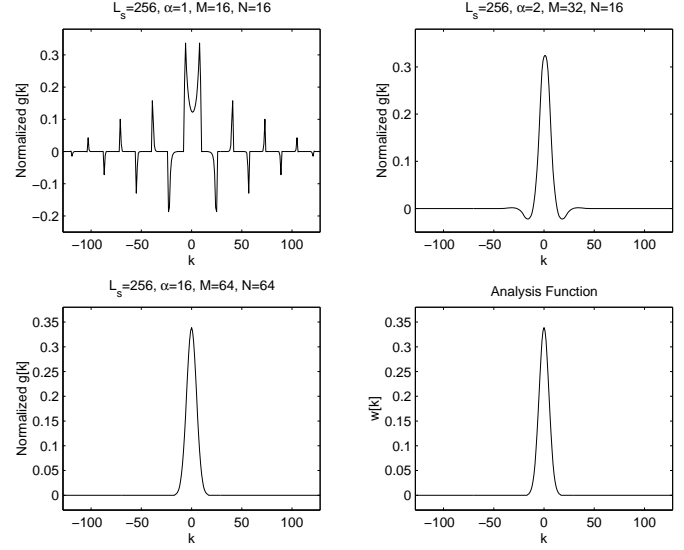 L_s=256, α=1, M=16, N=16
Normalized g[k]
0.3
0.2
0.1
0
−0.1
−0.2
−100 −50 0 50 100
k
L_s=256, α=2, M=32, N=16
Normalized g[k]
0.3
0.2
0.1
0
−100 −50 0 50 100
k
L_s=256, α=16, M=64, N=64
Normalized g[k]
0.35
0.3
0.25
0.2
0.15
0.1
0.05
0
−100 −50 0 50 100
k
Analysis Function
w[k]
0.35
0.3
0.25
0.2
0.15
0.1
0.05
0
−100 −50 0 50 100
k